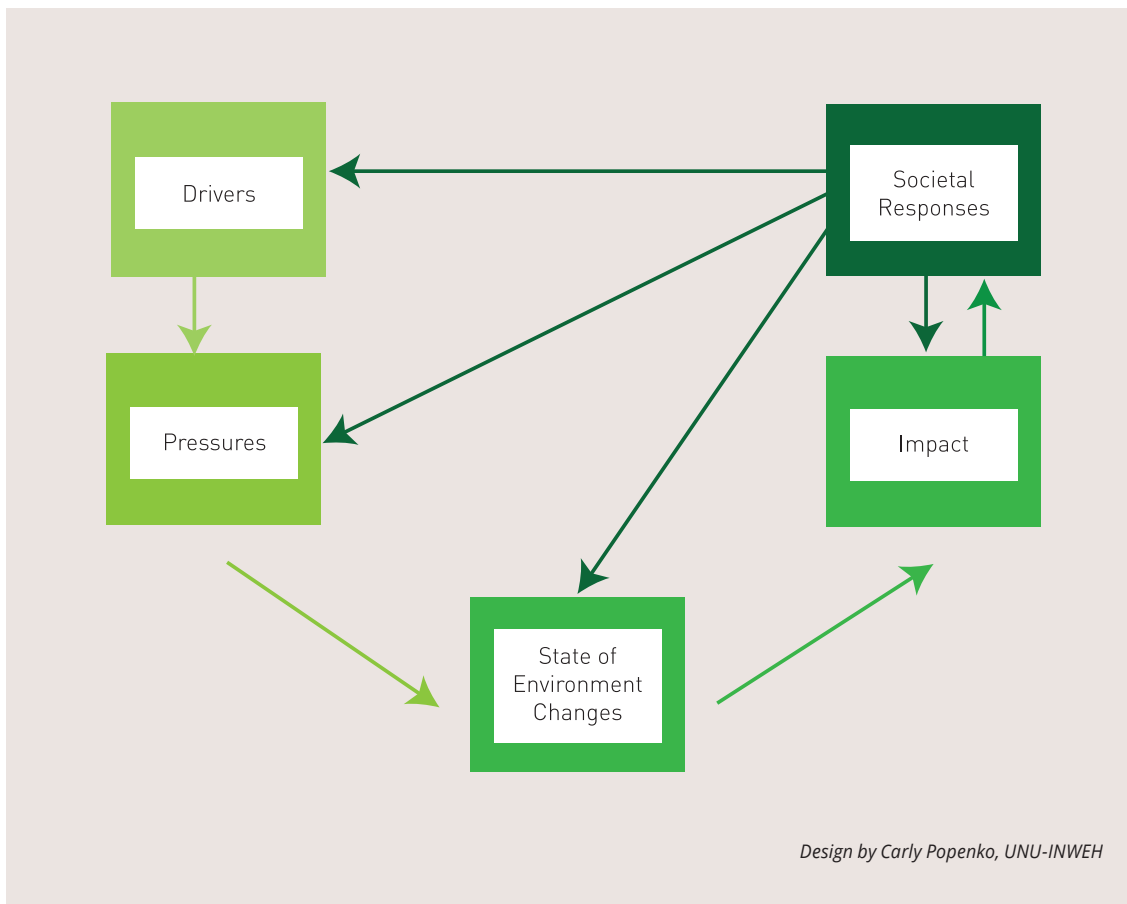 Drivers
Societal
Responses
Pressures
Impact
State of
Environment
Changes
Design by Carly Popenko, UNU-INWEH